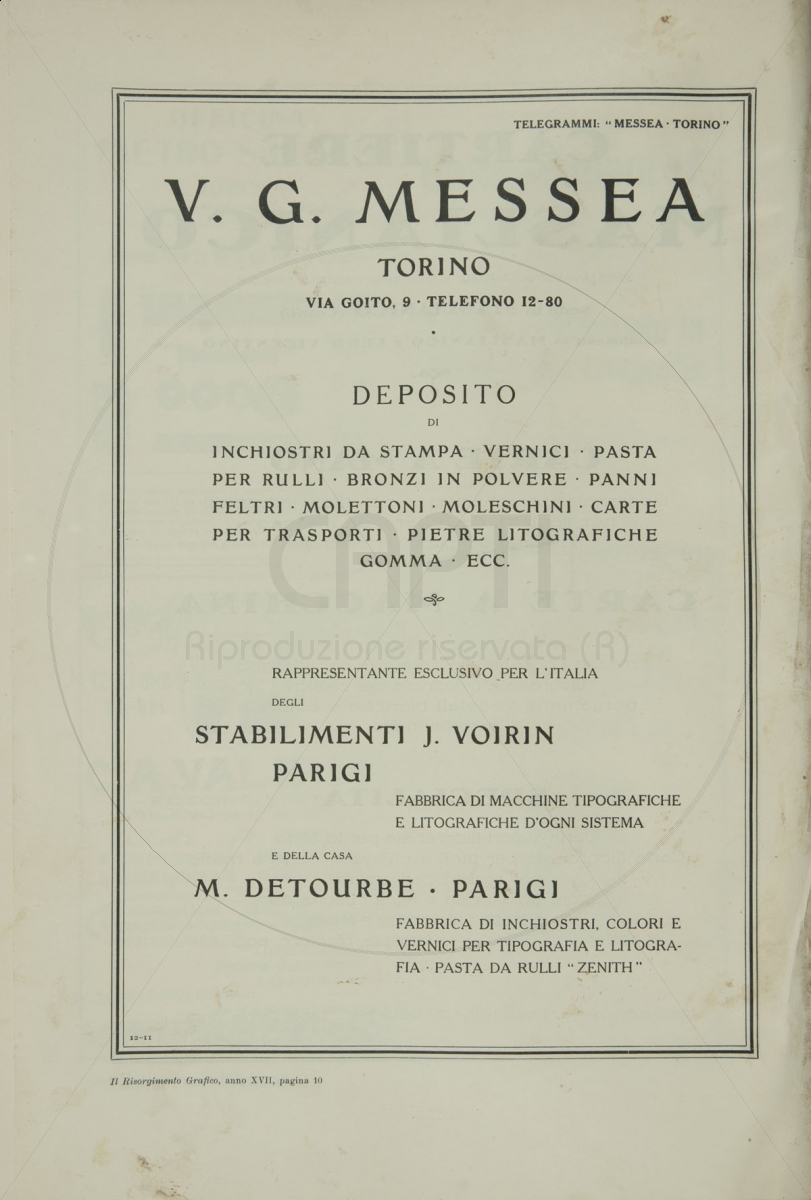 TELEGRAMMI: “ MESSEA · TORINO ”
V. G. MESSEA
TORINO
VIA GOITO, 9 · TELEFONO 12-80
DEPOSITO
DI
INCHIOSTRI DA STAMPA · VERNICI · PASTA
PER RULLI · BRONZI IN POLVERE · PANNI
FELTRI · MOLETTONI · MOLESCHINI · CARTE
PER TRASPORTI · PIETRE LITOGRAFICHE
GOMMA · ECC.
Riproduzione riservata (R)
RAPPRESENTANTE ESCLUSIVO PER L'ITALIA
DEGLI
STABILIMENTI J. VOIRIN
PARIGI
FABBRICA DI MACCHINE TIPOGRAFICHE
E LITOGRAFICHE D'OGNI SISTEMA
E DELLA CASA
M. DETOURBE · PARIGI
FABBRICA DI INCHIOSTRI, COLORI E
VERNICI PER TIPOGRAFIA E LITOGRA-
FIA · PASTA DA RULLI “ ZENITH ”
12-11
Il Risorgimento Grafico, anno XVII, pagina 10